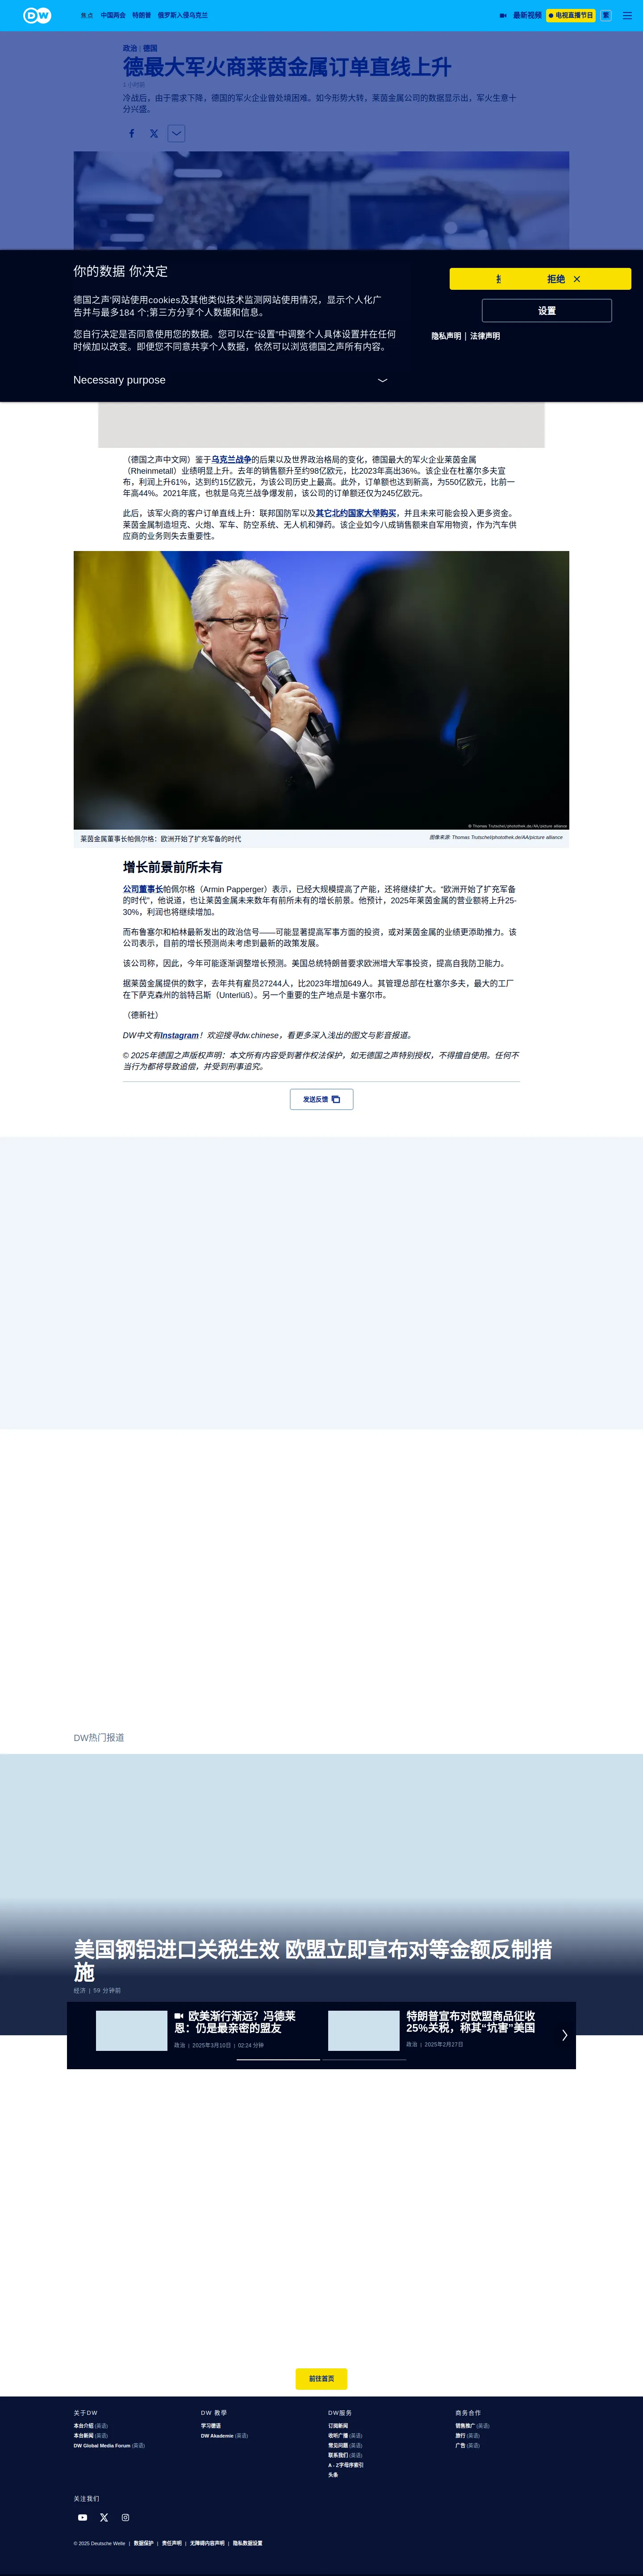 DW 焦点 中国两会 特朗普 俄罗斯入侵乌克兰 最新视频 电视直播节目 繁
政治 | 德国
德最大军火商莱茵金属订单直线上升
1 小时前
冷战后，由于需求下降，德国的军火企业曾处境困难。如今形势大转，莱茵金属公司的数据显示出，军火生意十
分兴盛。
你的数据 你决定
德国之声'网站使用cookies及其他类似技术监测网站使用情况，显示个人化广
告并与最多184 个;第三方分享个人数据和信息。
您自行决定是否同意使用您的数据。您可以在“设置”中调整个人具体设置并在任何
时候加以改变。即便您不同意共享个人数据，依然可以浏览德国之声所有内容。
Necessary purpose
拒绝
设置
隐私声明 | 法律声明
（德国之声中文网）鉴于乌克兰战争的后果以及世界政治格局的变化，德国最大的军火企业莱茵金属
（Rheinmetall）业绩明显上升。去年的销售额升至约98亿欧元，比2023年高出36%。该企业在杜塞尔多夫宣
布，利润上升61%，达到约15亿欧元，为该公司历史上最高。此外，订单额也达到新高，为550亿欧元，比前一
年高44%。2021年底，也就是乌克兰战争爆发前，该公司的订单额还仅为245亿欧元。
此后，该军火商的客户订单直线上升：联邦国防军以及其它北约国家大举购买，并且未来可能会投入更多资金。
莱茵金属制造坦克、火炮、军车、防空系统、无人机和弹药。该企业如今八成销售额来自军用物资，作为汽车供
应商的业务则失去重要性。
© Thomas Trutschel/photothek.de/AA/picture alliance
莱茵金属董事长帕佩尔格：欧洲开始了扩充军备的时代
图像来源: Thomas Trutschel/photothek.de/AA/picture alliance
增长前景前所未有
公司董事长帕佩尔格（Armin Papperger）表示，已经大规模提高了产能，还将继续扩大。“欧洲开始了扩充军备
的时代”，他说道，也让莱茵金属未来数年有前所未有的增长前景。他预计，2025年莱茵金属的营业额将上升25-
30%，利润也将继续增加。
而布鲁塞尔和柏林最新发出的政治信号——可能显著提高军事方面的投资，或对莱茵金属的业绩更添助推力。该
公司表示，目前的增长预测尚未考虑到最新的政策发展。
该公司称，因此，今年可能逐渐调整增长预测。美国总统特朗普要求欧洲增大军事投资，提高自我防卫能力。
据莱茵金属提供的数字，去年共有雇员27244人，比2023年增加649人。其管理总部在杜塞尔多夫，最大的工厂
在下萨克森州的翁特吕斯（Unterlüß）。另一个重要的生产地点是卡塞尔市。
（德新社）
DW中文有Instagram！欢迎搜寻dw.chinese，看更多深入浅出的图文与影音报道。
© 2025年德国之声版权声明：本文所有内容受到著作权法保护，如无德国之声特别授权，不得擅自使用。任何不
当行为都将导致追偿，并受到刑事追究。
发送反馈
DW热门报道
美国钢铝进口关税生效 欧盟立即宣布对等金额反制措
施
经济 | 59 分钟前
欧美渐行渐远？冯德莱
恩：仍是最亲密的盟友
政治 | 2025年3月10日 | 02:24 分钟
特朗普宣布对欧盟商品征收
25%关税，称其“坑害”美国
政治 | 2025年2月27日
前往首页
关于DW
本台介绍 (英语)
本台新闻 (英语)
DW Global Media Forum (英语)
DW 教學
学习德语
DW Akademie (英语)
DW服务
订阅新闻
收听广播 (英语)
常见问题 (英语)
联系我们 (英语)
A - Z字母序索引
头条
商务合作
销售推广 (英语)
旅行 (英语)
广告 (英语)
关注我们
© 2025 Deutsche Welle | 数据保护 | 责任声明 | 无障碍内容声明 | 隐私数据设置